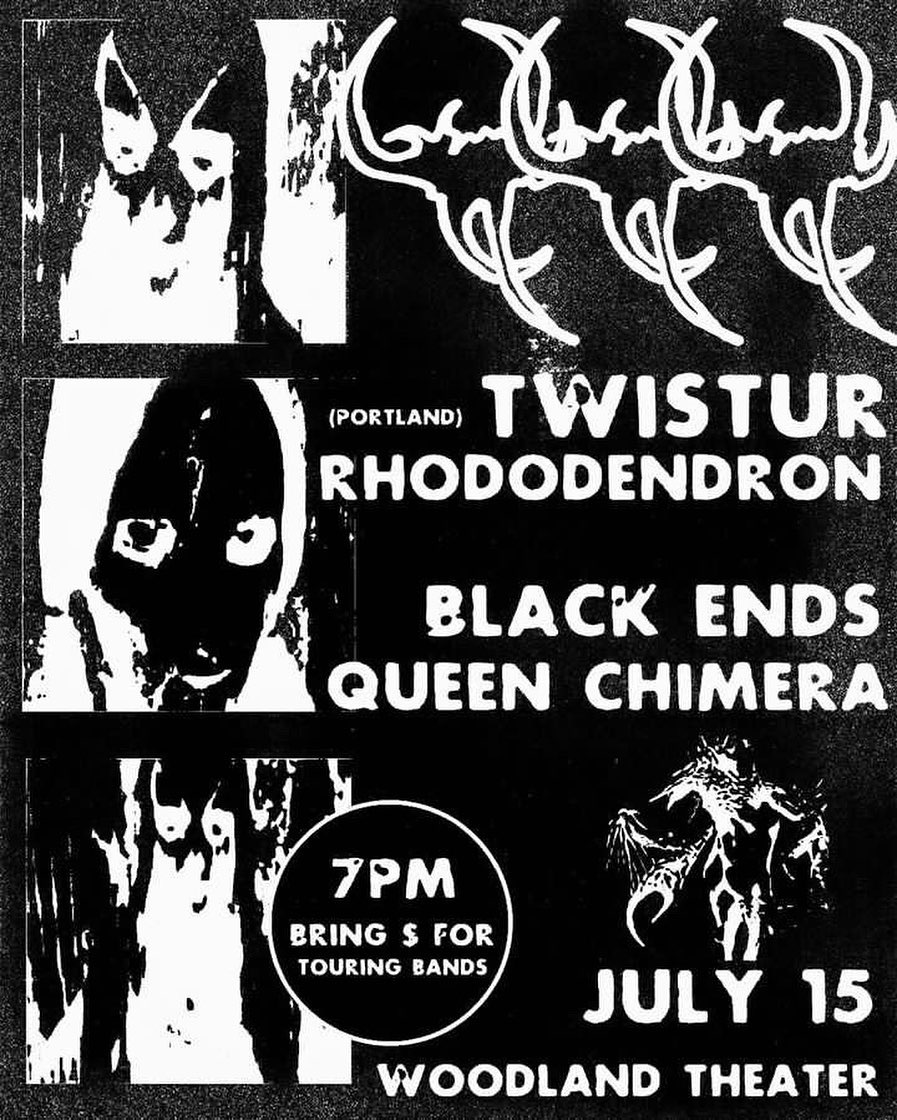 (PORTLAND) TWISTUR
RHODODENDRON
BLACK ENDS
QUEEN CHIMERA
7PM
BRING $ FOR
TOURING BANDS
JULY 15
WOODLAND THEATER